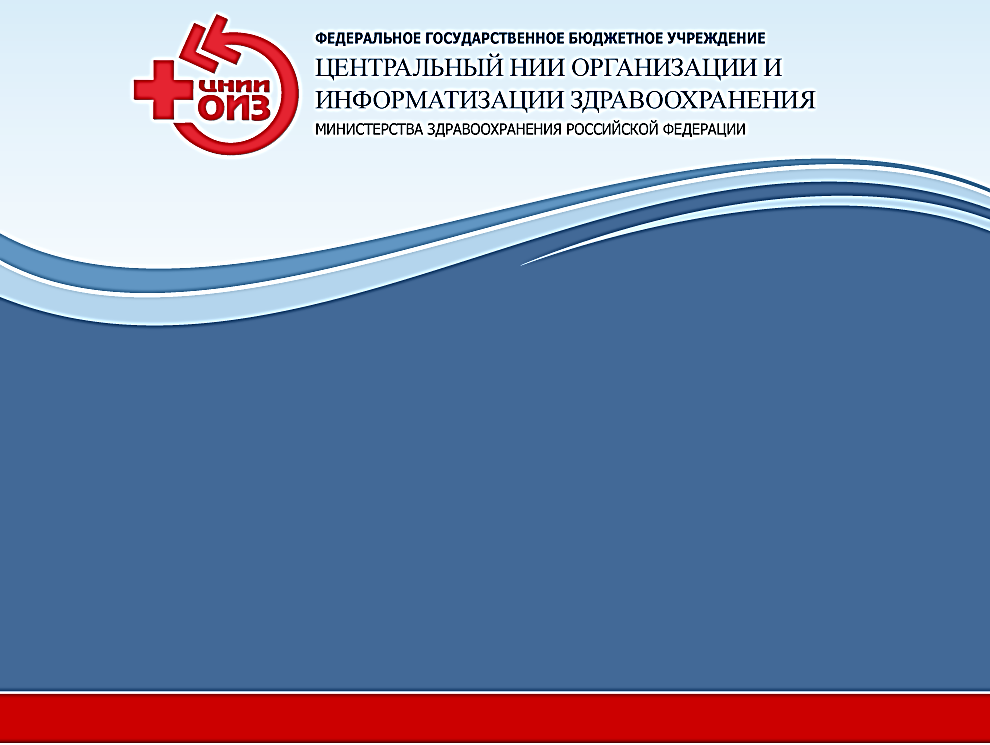 ФЕДЕРАЛЬНОЕ ГОСУДАРСТВЕННОЕ БЮДЖЕТНОЕ УЧРЕЖДЕНИЕ
ЦЕНТРАЛЬНЫЙ НИИ ОРГАНИЗАЦИИ И
ИНФОРМАТИЗАЦИИ ЗДРАВООХРАНЕНИЯ
МИНИСТЕРСТВА ЗДРАВООХРАНЕНИЯ РОССИЙСКОЙ ФЕДЕРАЦИИ
ЦНИИ
ОИЗ